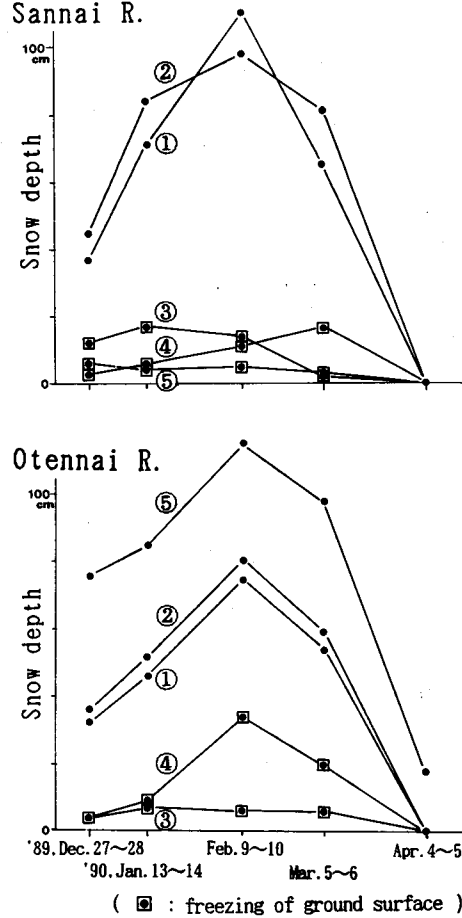 Sannai R.
100
cm
②
①
Snow depth
③
④
⑤
0
Otennai R.
100
cm
⑤
②
Snow depth
①
④
③
0
'89.Dec.27~28 Feb.9~10 Apr.4~5
'90.Jan.13~14 Mar.5~6
( ▣ : freezing of ground surface )